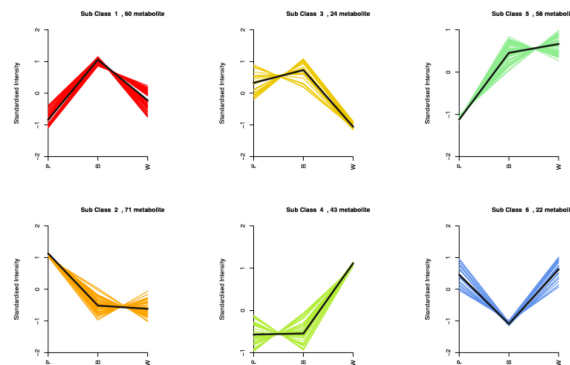 Sub Class 1 , 60 metabolite
Sub Class 3 , 24 metabolite
Sub Class 5 , 56 metabolite
Standardised Intensity
2
1
0
−1
−2
P
B
W
Standardised Intensity
2
1
0
−1
−2
P
B
W
Standardised Intensity
1
0
−1
−2
P
B
W
Sub Class 2 , 71 metabolite
Sub Class 4 , 43 metabolite
Sub Class 6 , 22 metabolite
Standardised Intensity
2
1
0
−1
−2
P
B
W
Standardised Intensity
2
1
0
−1
P
B
W
Standardised Intensity
2
1
0
−1
−2
P
B
W